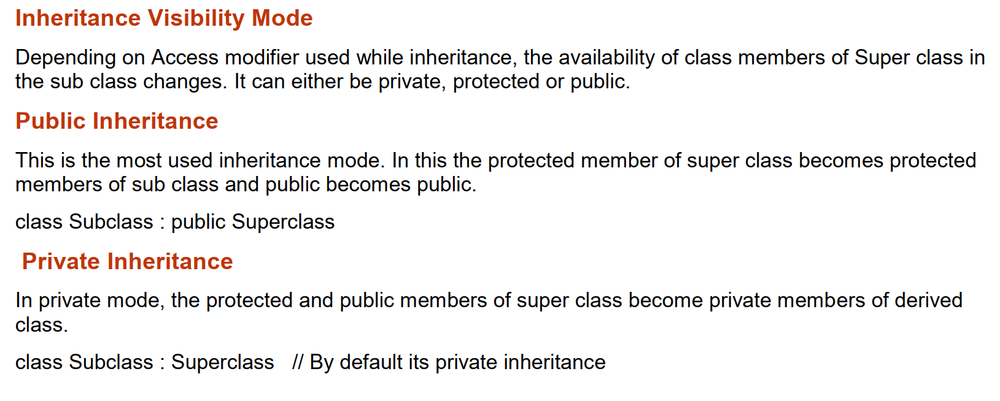 Inheritance Visibility Mode
Depending on Access modifier used while inheritance, the availability of class members of Super class in
the sub class changes. It can either be private, protected or public.
Public Inheritance
This is the most used inheritance mode. In this the protected member of super class becomes protected
members of sub class and public becomes public.
class Subclass : public Superclass
Private Inheritance
In private mode, the protected and public members of super class become private members of derived
class.
class Subclass : Superclass   // By default its private inheritance